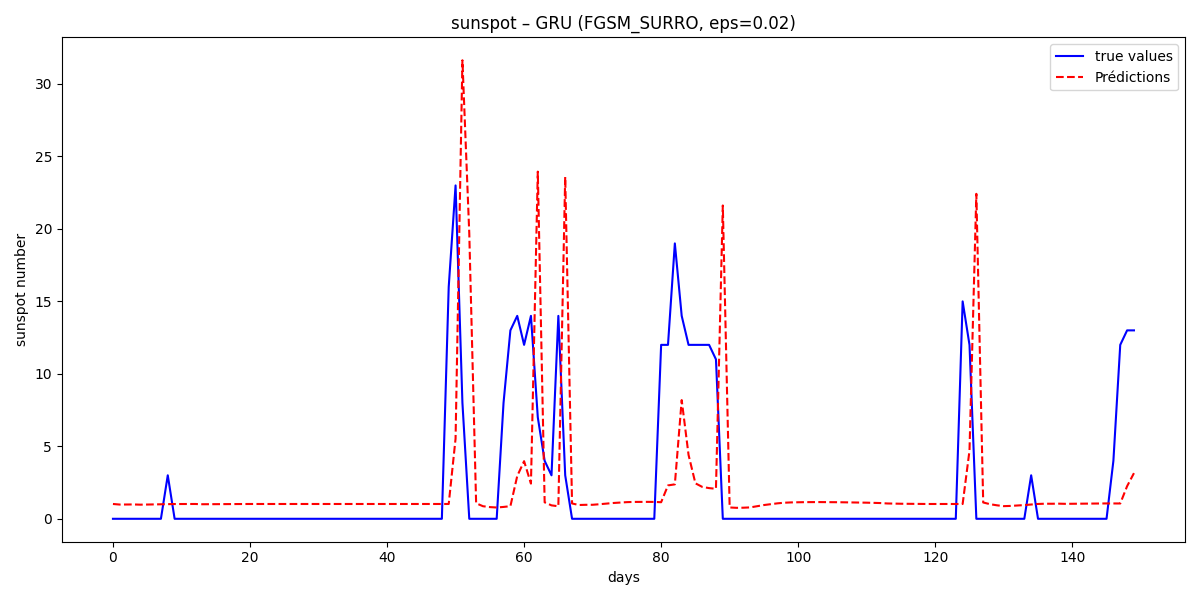 sunspot – GRU (FGSM_SURRO, eps=0.02)
true values
Prédictions
sunspot number
30
25
20
15
10
5
0
0 20 40 60 80 100 120 140
days